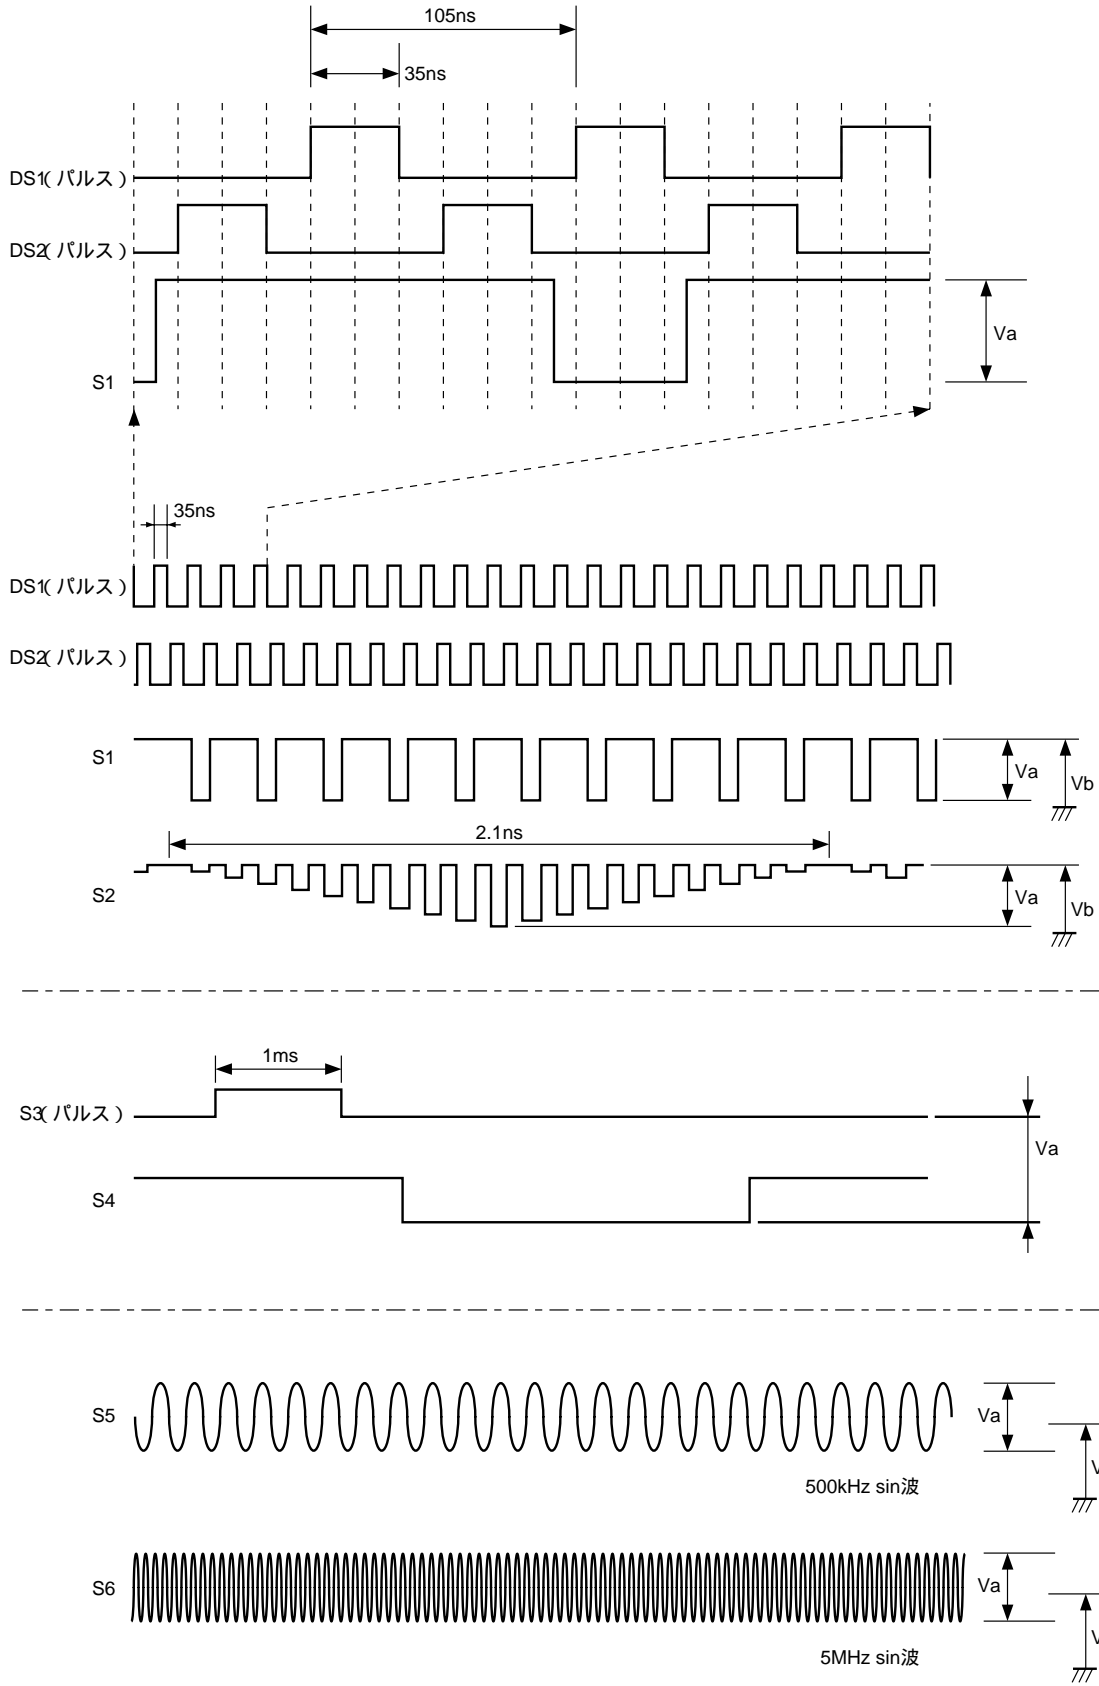 105ns
35ns
DS1(パルス)
DS2(パルス)
S1
Va
35ns
DS1(パルス)
DS2(パルス)
S1
Va
Vb
2.1ns
S2
Va
Vb
1ms
S3(パルス)
Va
S4
S5
Va
V
500kHz sin波
S6
Va
V
5MHz sin波